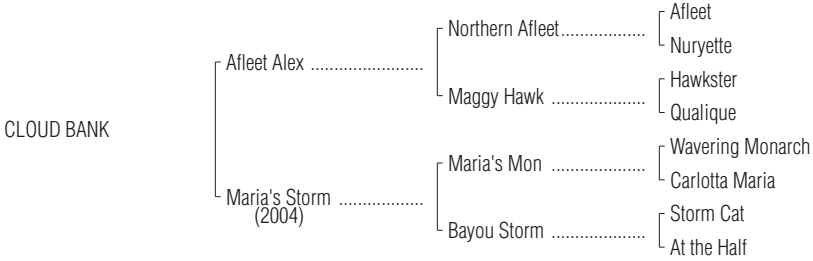 Afleet
Northern Afleet...................
Nuryette
Afleet Alex ........................
Hawkster
Maggy Hawk ....................
Qualique
CLOUD BANK
Wavering Monarch
Maria's Mon ....................
Carlotta Maria
Maria's Storm ..................
(2004)
Storm Cat
Bayou Storm ....................
At the Half